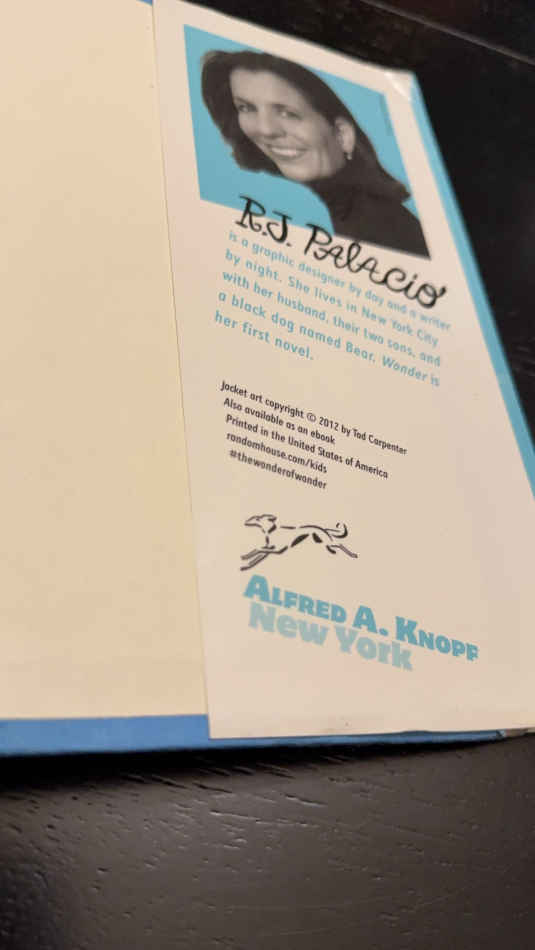 R.J. PALACIO
is a graphic designer by day and a writer
by night. She lives in New York City
with her husband, their two sons, and
a black dog named Bear. Wonder is
her first novel.
Jacket art copyright © 2012 by Tad Carpenter
Also available as an ebook
Printed in the United States of America
randomhouse.com/kids
#thewonderofwonder
ALFRED A. KNOPF
New York